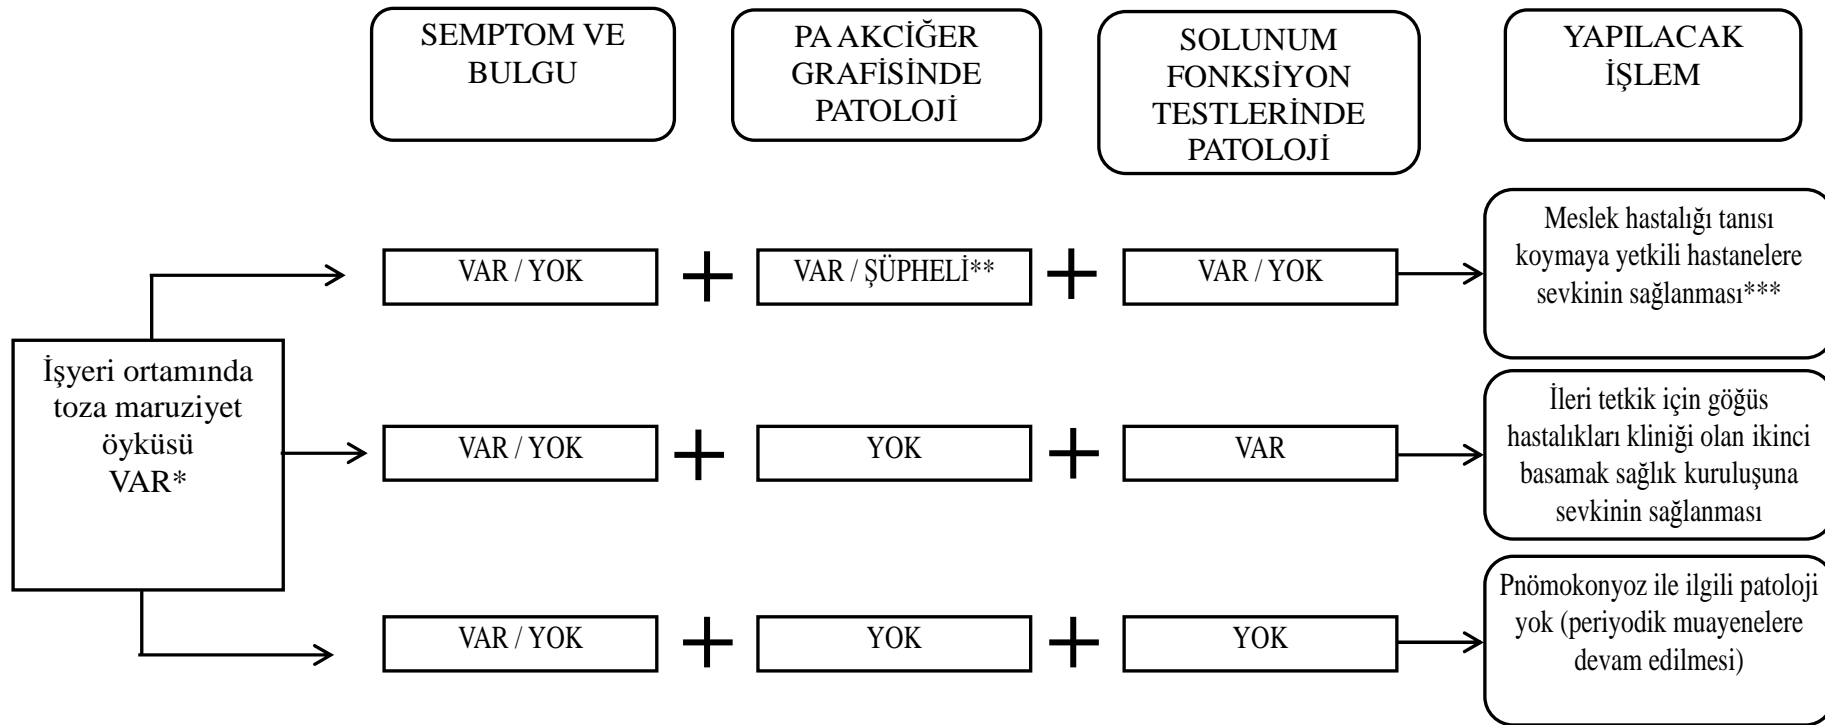 SEMPTOM VE
BULGU
PA AKCİĞER
GRAFİSİNDE
PATOLOJİ
SOLUNUM
FONKSİYON
TESTLERİNDE
PATOLOJİ
YAPILACAK
İŞLEM
İşyeri ortamında
toza maruziyet
öyküsü
VAR*
VAR / YOK
+
VAR / ŞÜPHELİ**
+
VAR / YOK
Meslek hastalığı tanısı
koymaya yetkili hastanelere
sevkinin sağlanması***
VAR / YOK
+
YOK
+
VAR
İleri tetkik için göğüs
hastalıkları kliniği olan ikinci
basamak sağlık kuruluşuna
sevkinin sağlanması
VAR / YOK
+
YOK
+
YOK
Pnömokonyoz ile ilgili patoloji
yok (periyodik muayenelere
devam edilmesi)